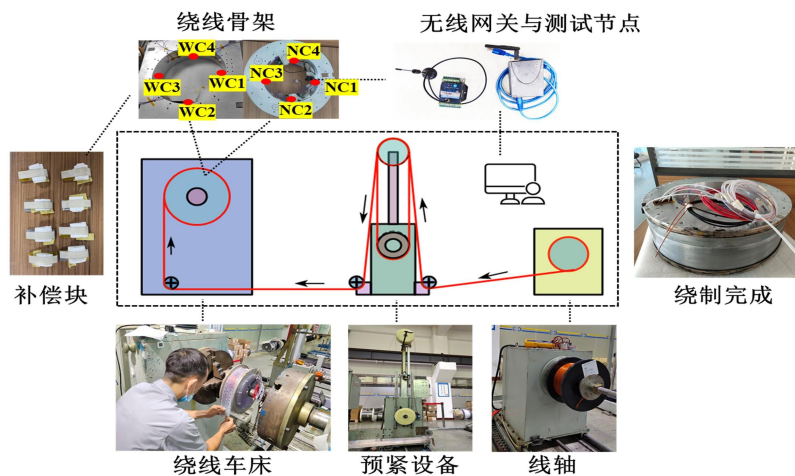 绕线骨架
无线网关与测试节点
WC4
WC3
WC1
WC2
NC4
NC3
NC1
NC2
补偿块
绕制完成
绕线车床
预紧设备
线轴